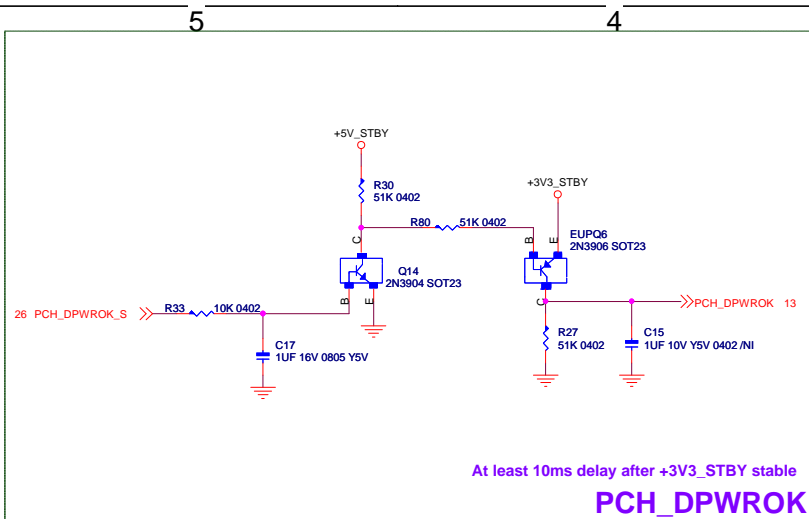 5
4
+5V_STBY
R30
51K 0402
+3V3_STBY
R80
51K 0402
C
B
E
EUPQ6
2N3906 SOT23
Q14
2N3904 SOT23
B
E
C
26 PCH_DPWROK_S
R33
10K 0402
PCH_DPWROK 13
C17
1UF 16V 0805 Y5V
R27
51K 0402
C15
1UF 10V Y5V 0402 /NI
At least 10ms delay after +3V3_STBY stable
PCH_DPWROK